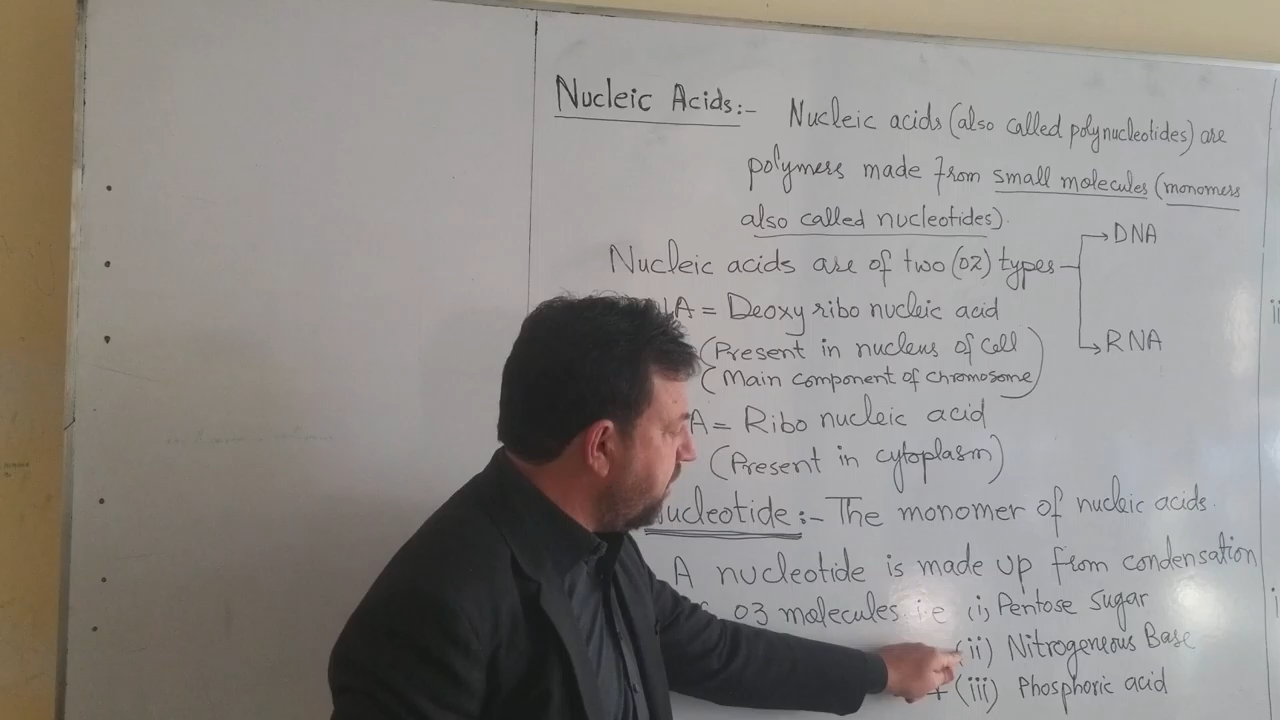 Nucleic Acids:- Nucleic acids (also called polynucleotides) are
polymers made from small molecules (monomers
also called nucleotides).
Nucleic acids are of two (02) types
DNA
RNA
A = Deoxy ribo nucleic acid
(Present in nucleus of cell
(Main component of chromosome)
A = Ribo nucleic acid
(Present in cytoplasm)
ucleotide:- The monomer of nucleic acids.
A nucleotide is made up from condensation
03 molecules i.e (i) Pentose Sugar
(ii) Nitrogeneous Base
+ (iii) Phosphoric acid